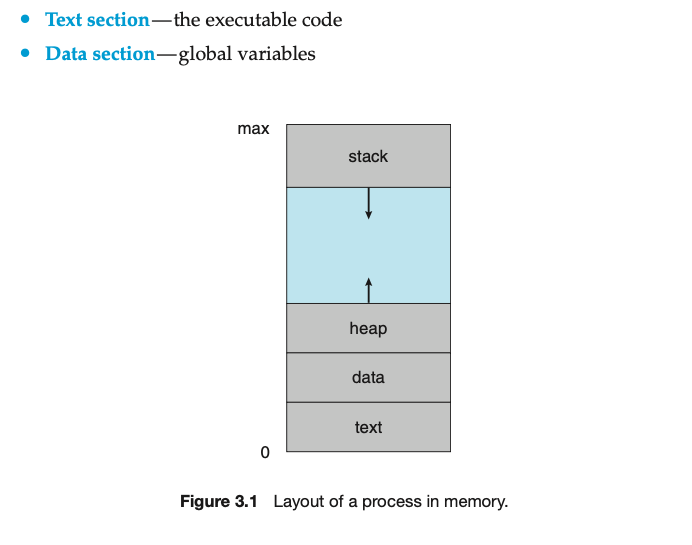 • Text section—the executable code
• Data section—global variables
max
stack
heap
data
text
0
Figure 3.1 Layout of a process in memory.